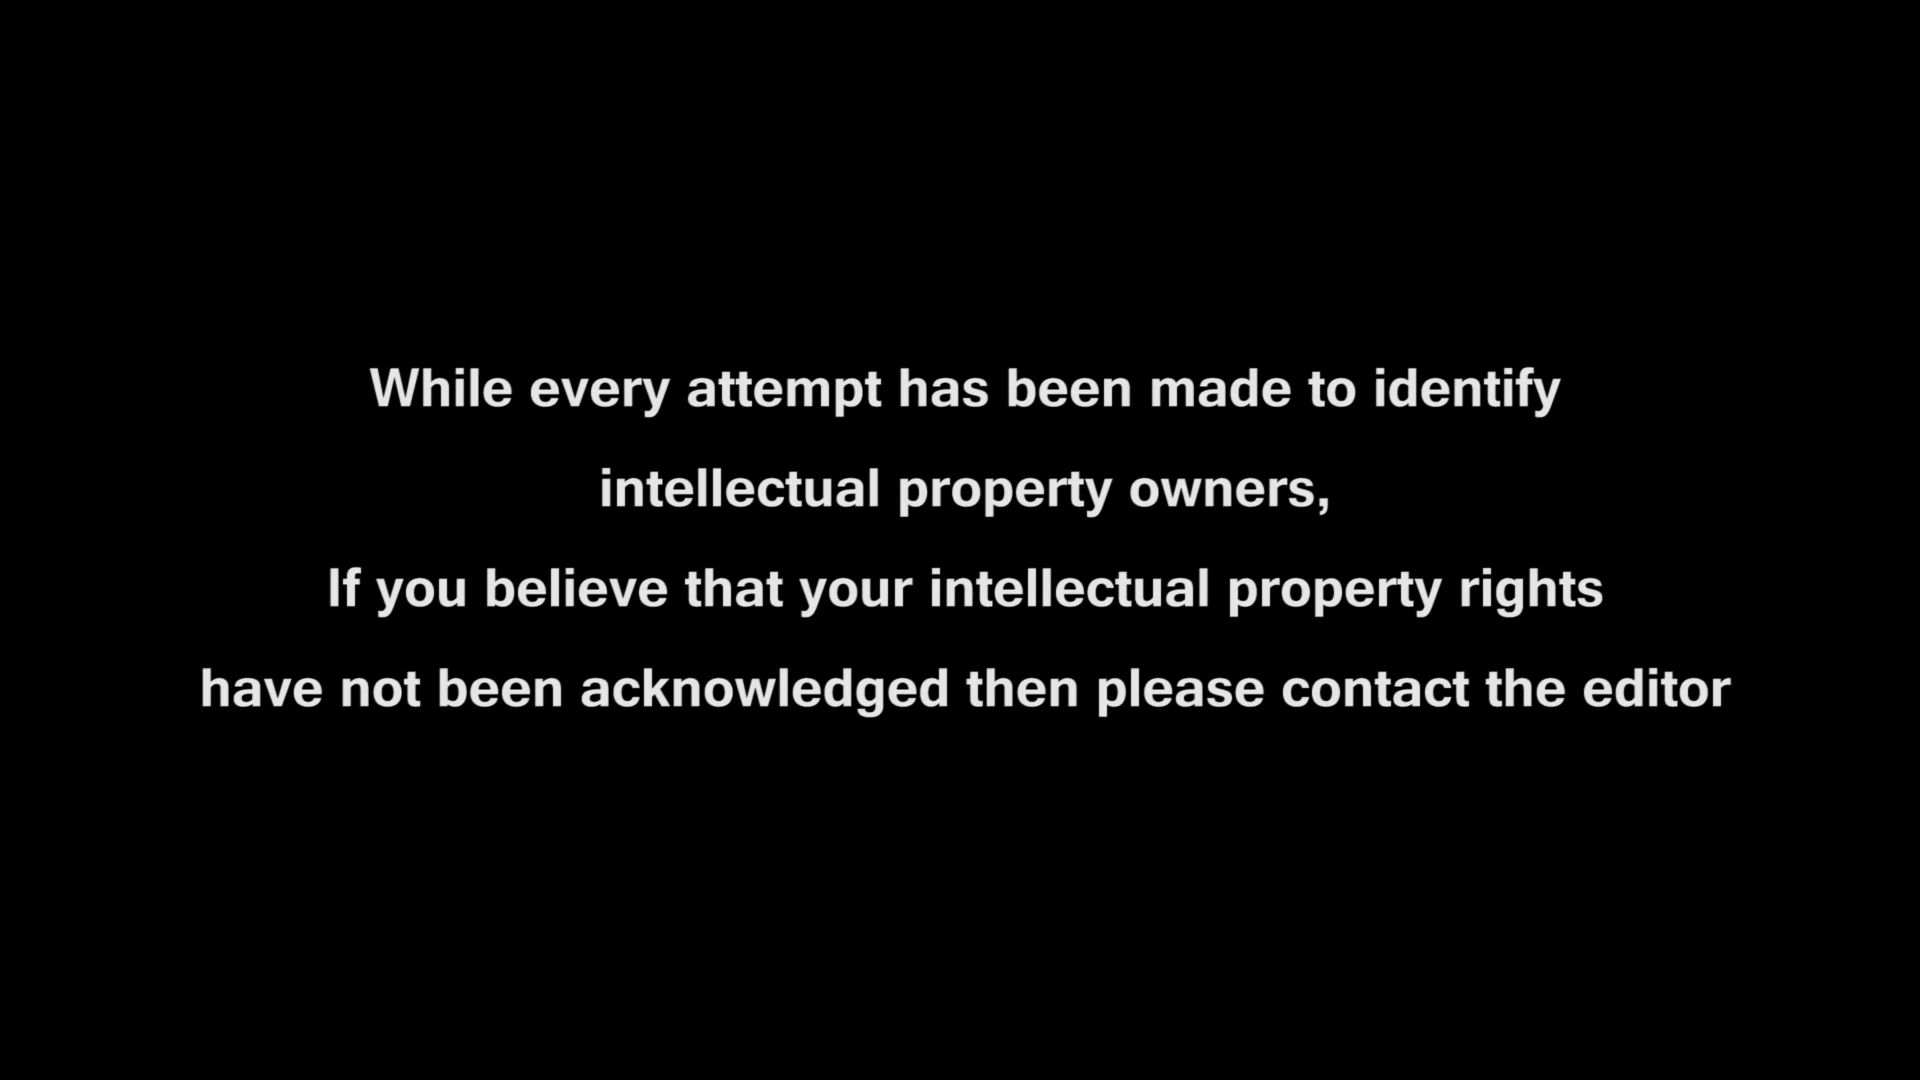 While every attempt has been made to identify
intellectual property owners,
If you believe that your intellectual property rights
have not been acknowledged then please contact the editor